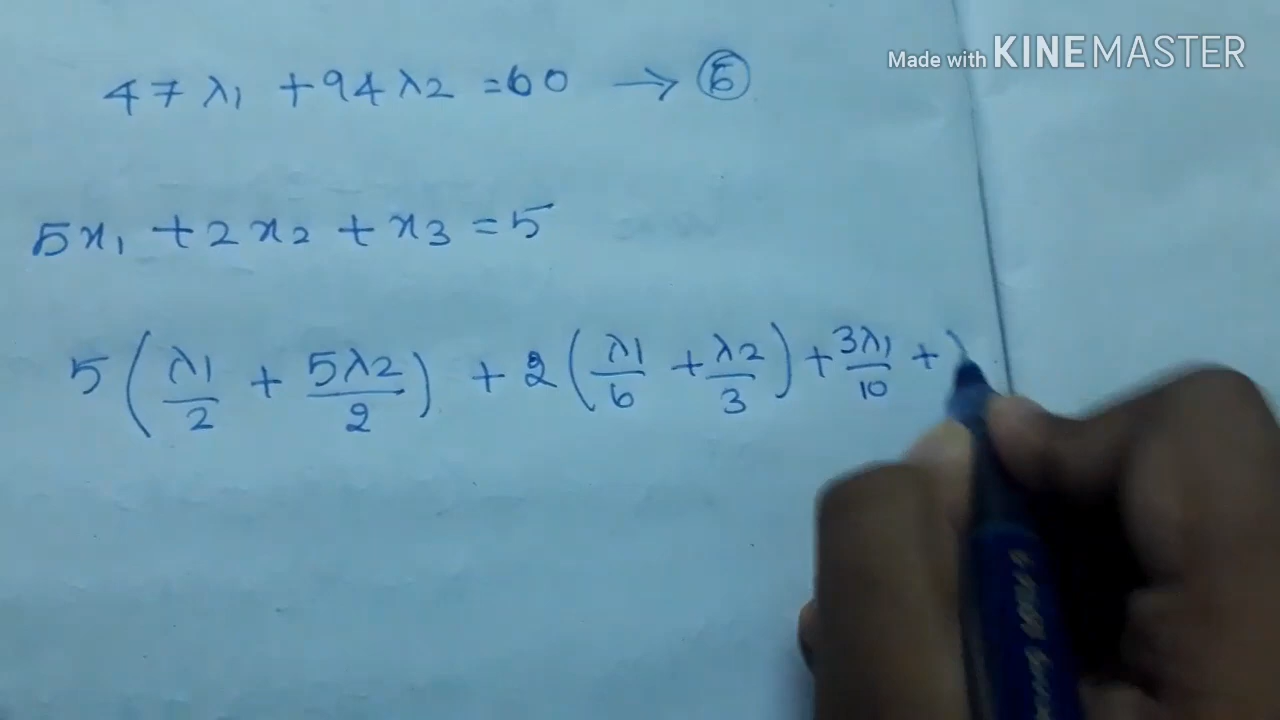 Made with KINEMASTER
47λ1 + 94λ2 = 60 → ⑤
5x1 + 2x2 + x3 = 5
5(λ1/2 + 5λ2/2) + 2(λ1/6 + λ2/3) + 3λ1/10 +